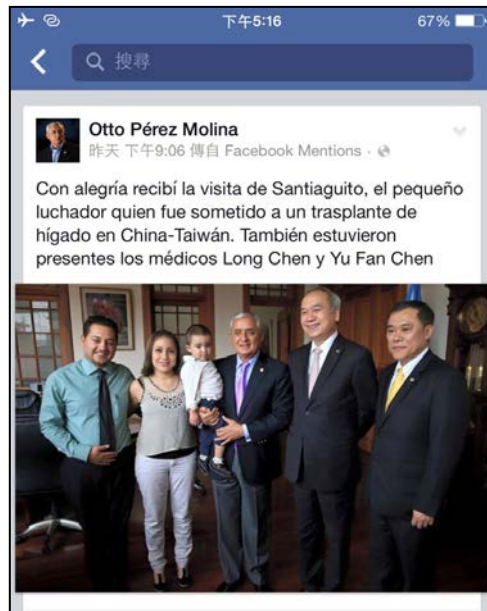 下午5:16
67%
搜尋
Otto Pérez Molina
昨天 下午9:06 傳自 Facebook Mentions ·
Con alegría recibí la visita de Santiaguito, el pequeño
luchador quien fue sometido a un trasplante de
hígado en China-Taiwán. También estuvieron
presentes los médicos Long Chen y Yu Fan Chen